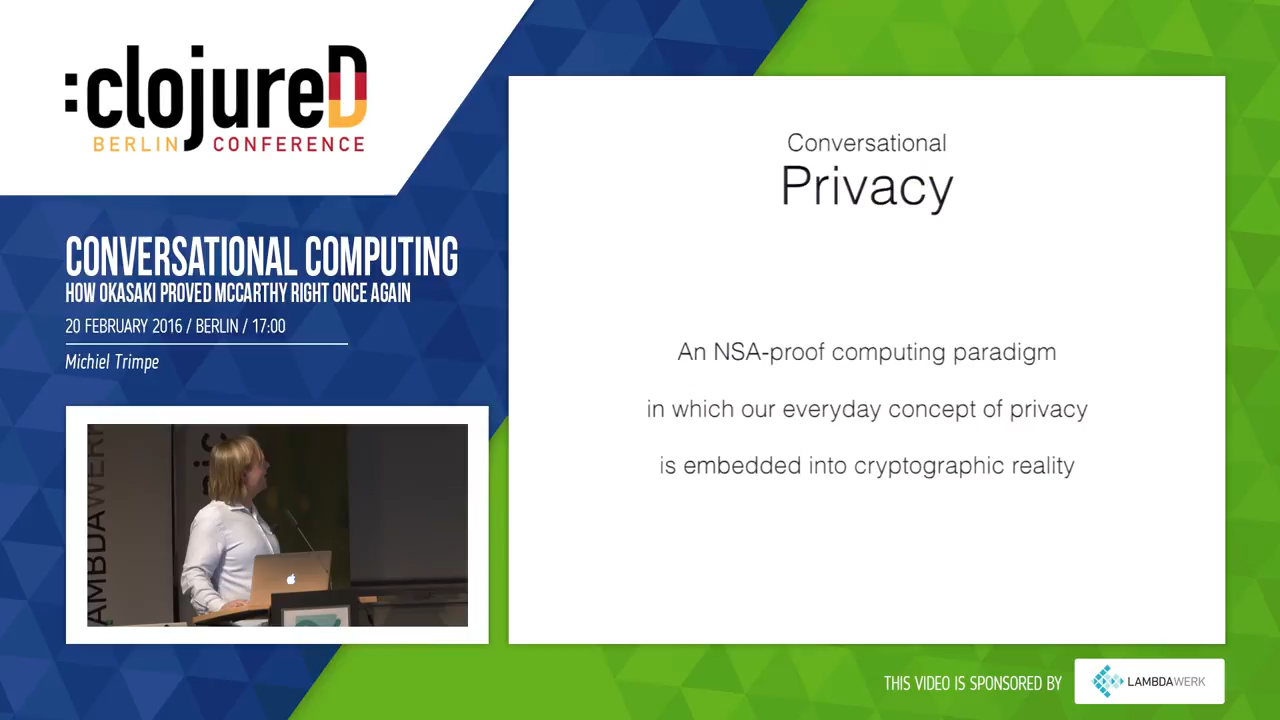 :clojureD
BERLIN CONFERENCE
CONVERSATIONAL COMPUTING
HOW OKASAKI PROVED MCCARTHY RIGHT ONCE AGAIN
20 FEBRUARY 2016 / BERLIN / 17:00
Michiel Trimpe
Conversational
Privacy
An NSA-proof computing paradigm
in which our everyday concept of privacy
is embedded into cryptographic reality
THIS VIDEO IS SPONSORED BY
LAMBDAWERK